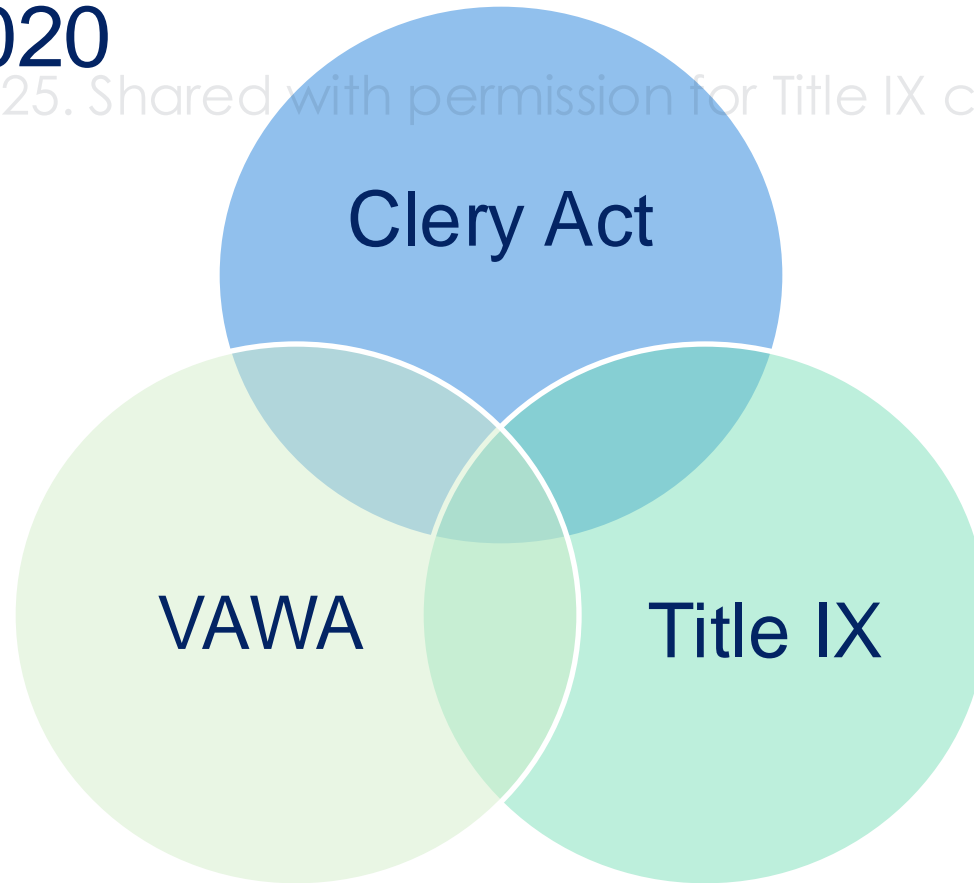 020
25. Shared with permission for Title IX c
Clery Act
VAWA
Title IX